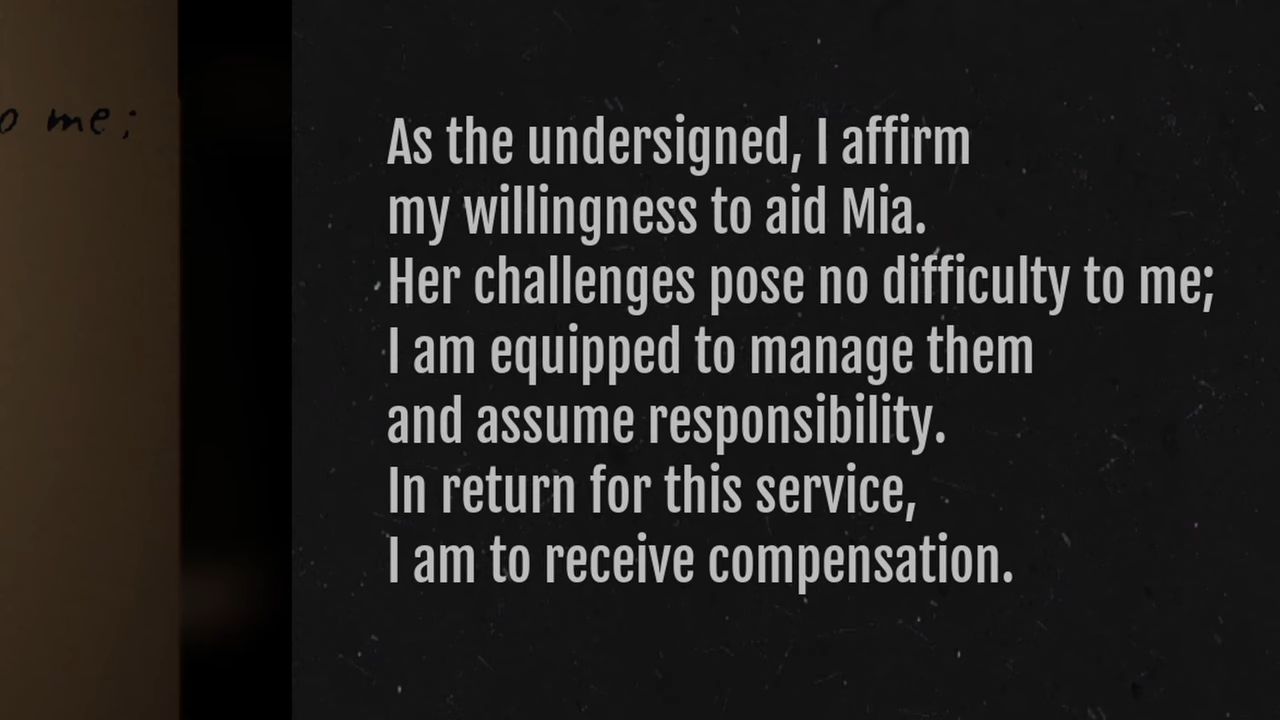 o me;
As the undersigned, I affirm
my willingness to aid Mia.
Her challenges pose no difficulty to me;
I am equipped to manage them
and assume responsibility.
In return for this service,
I am to receive compensation.